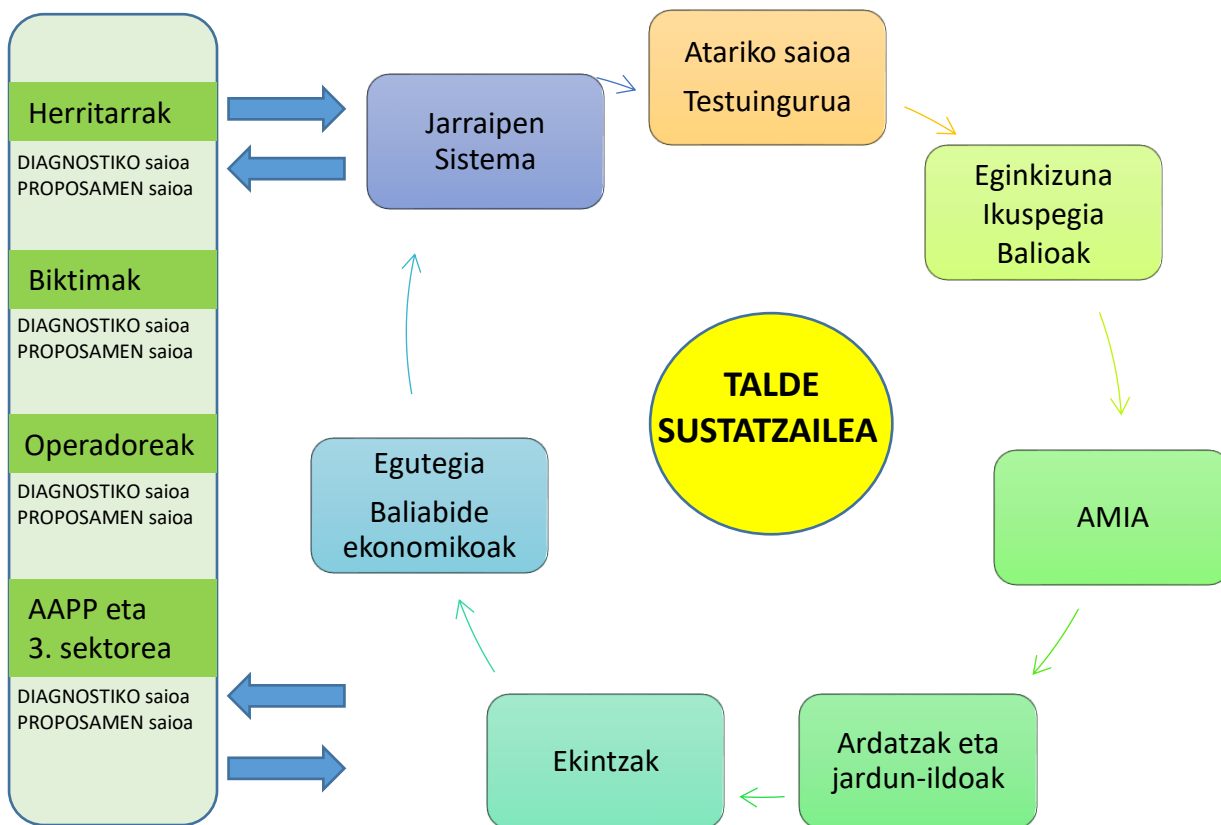 Herritarrak
DIAGNOSTIKO saioa
PROPOSAMEN saioa
Biktimak
DIAGNOSTIKO saioa
PROPOSAMEN saioa
Operadoreak
DIAGNOSTIKO saioa
PROPOSAMEN saioa
AAPP eta
3. sektorea
DIAGNOSTIKO saioa
PROPOSAMEN saioa
Atariko saioa
Testuingurua
Eginkizuna
Ikuspegia
Balioak
AMIA
Ardatzak eta
jardun-ildoak
Ekintzak
Egutegia
Baliabide
ekonomikoak
Jarraipen
Sistema
TALDE
SUSTATZAILEA